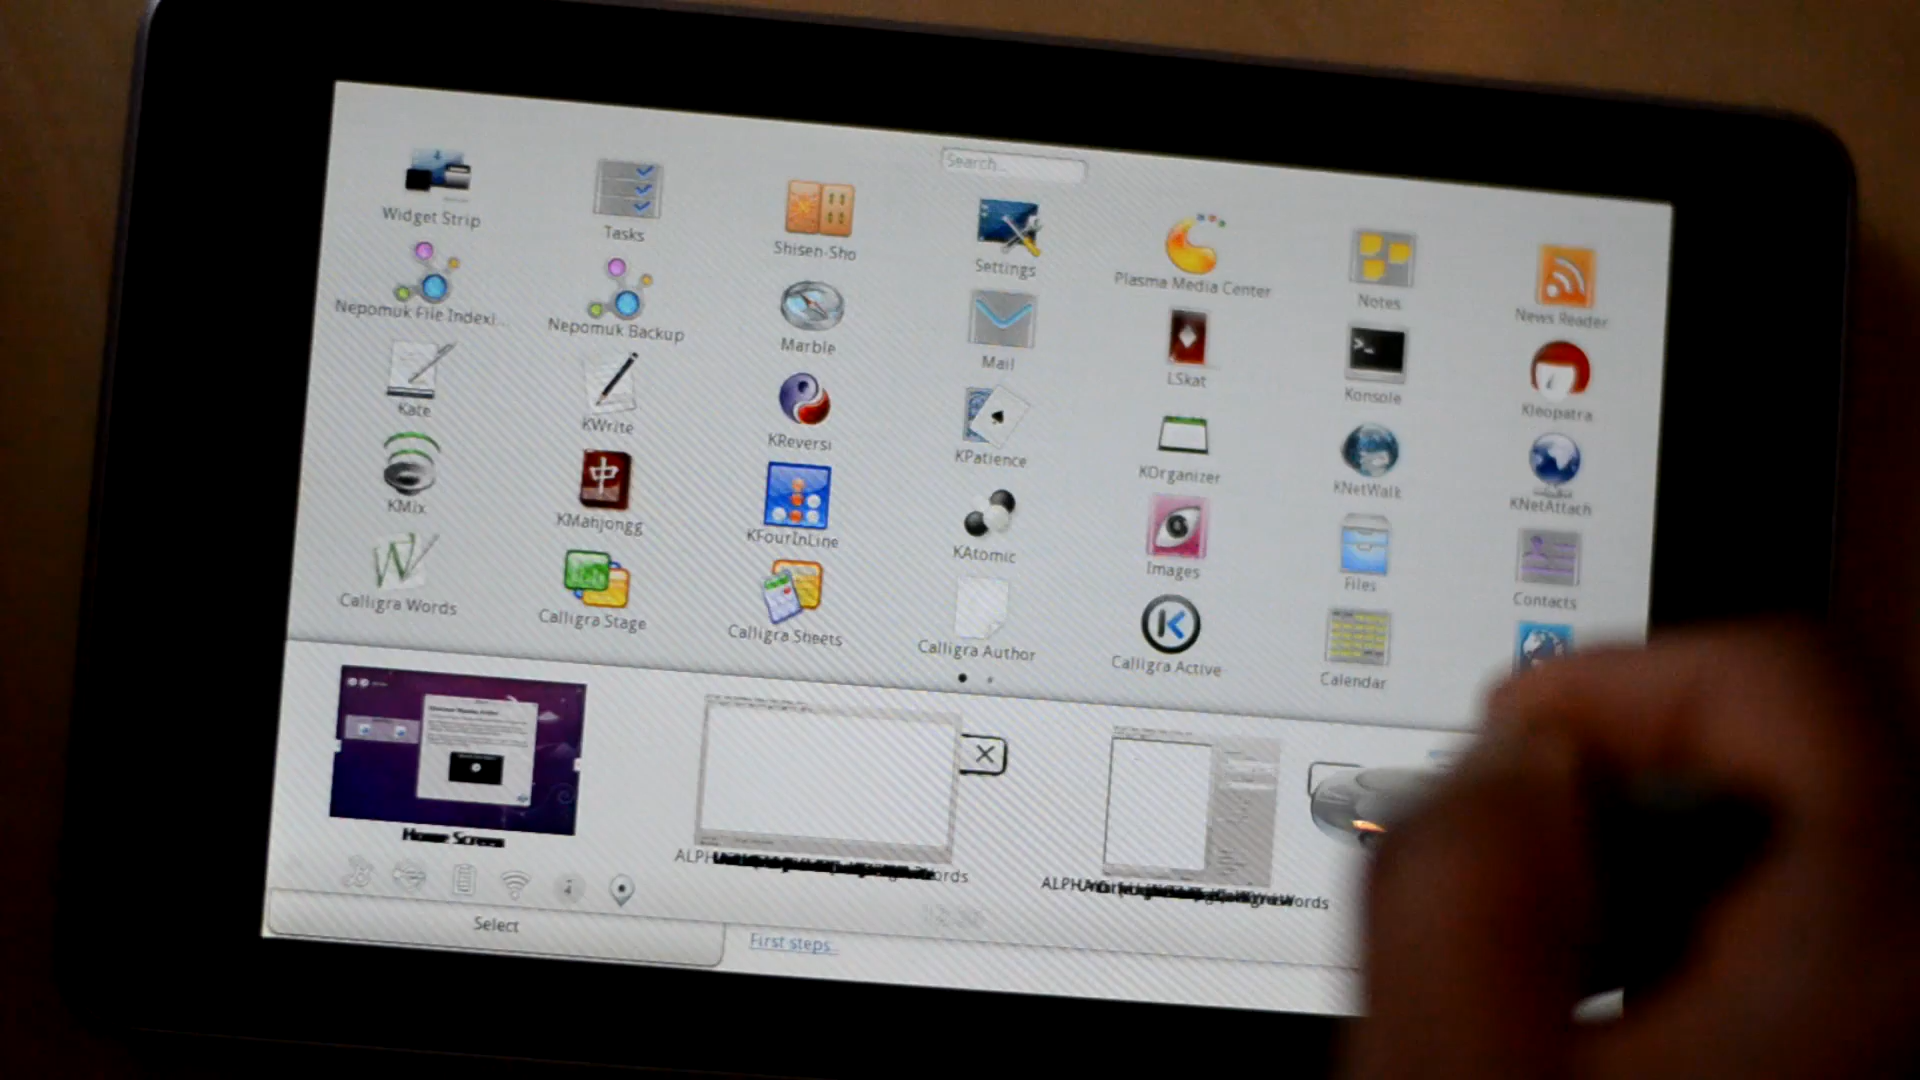 Search...
Widget Strip
Tasks
Shisen-Sho
Settings
Plasma Media Center
Notes
News Reader
Nepomuk File Indexi...
Nepomuk Backup
Marble
Mail
LSkat
Konsole
Kleopatra
Kate
KWrite
KReversi
KPatience
KOrganizer
KNetWalk
KNetAttach
KMix
KMahjongg
KFourInLine
KAtomic
Images
Files
Contacts
Calligra Words
Calligra Stage
Calligra Sheets
Calligra Author
Calligra Active
Calendar
Home Screen
Select
First steps..